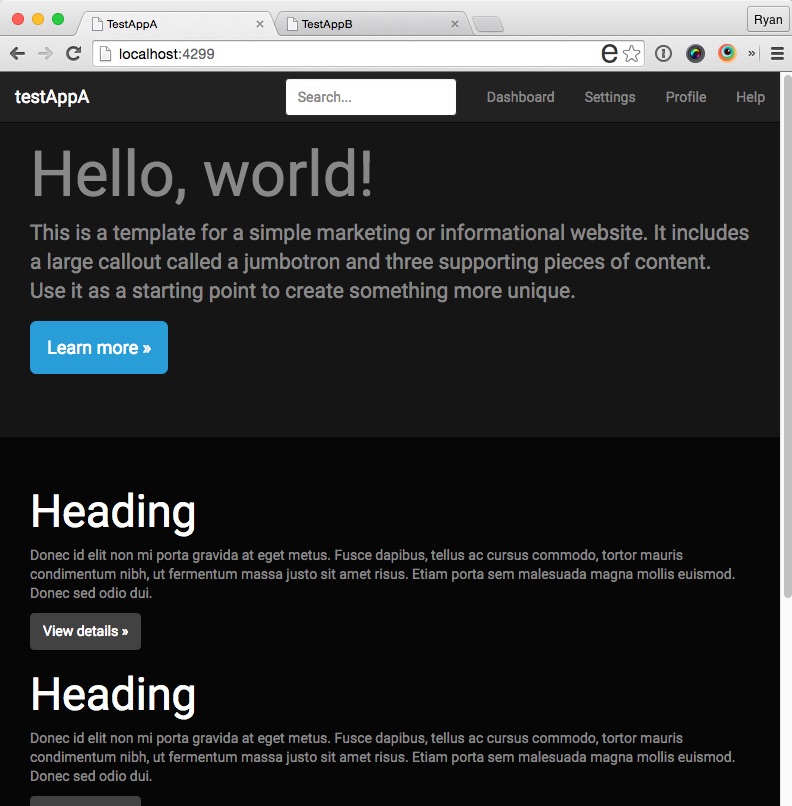 TestAppA
TestAppB
Ryan
localhost:4299
»
testAppA
Search...
Dashboard
Settings
Profile
Help
Hello, world!
This is a template for a simple marketing or informational website. It includes
a large callout called a jumbotron and three supporting pieces of content.
Use it as a starting point to create something more unique.
Learn more »
Heading
Donec id elit non mi porta gravida at eget metus. Fusce dapibus, tellus ac cursus commodo, tortor mauris
condimentum nibh, ut fermentum massa justo sit amet risus. Etiam porta sem malesuada magna mollis euismod.
Donec sed odio dui.
View details »
Heading
Donec id elit non mi porta gravida at eget metus. Fusce dapibus, tellus ac cursus commodo, tortor mauris
condimentum nibh, ut fermentum massa justo sit amet risus. Etiam porta sem malesuada magna mollis euismod.
Donec sed odio dui.